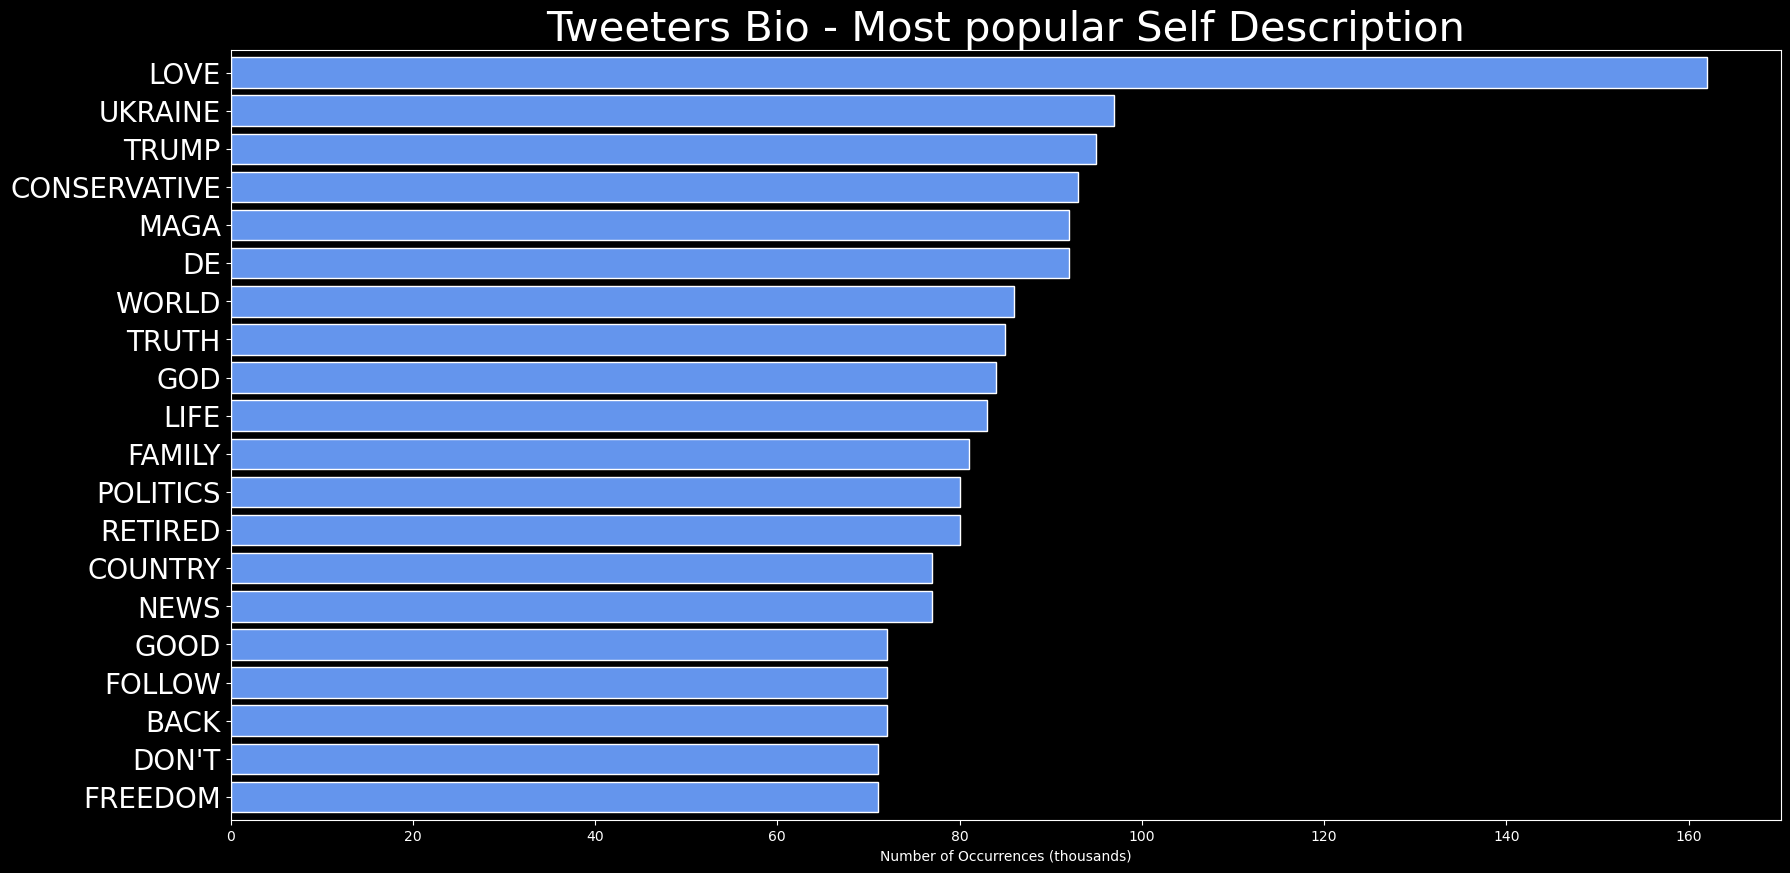 Tweeters Bio - Most popular Self Description
LOVE
UKRAINE
TRUMP
CONSERVATIVE
MAGA
DE
WORLD
TRUTH
GOD
LIFE
FAMILY
POLITICS
RETIRED
COUNTRY
NEWS
GOOD
FOLLOW
BACK
DON'T
FREEDOM
0 20 40 60 80 100 120 140 160
Number of Occurrences (thousands)